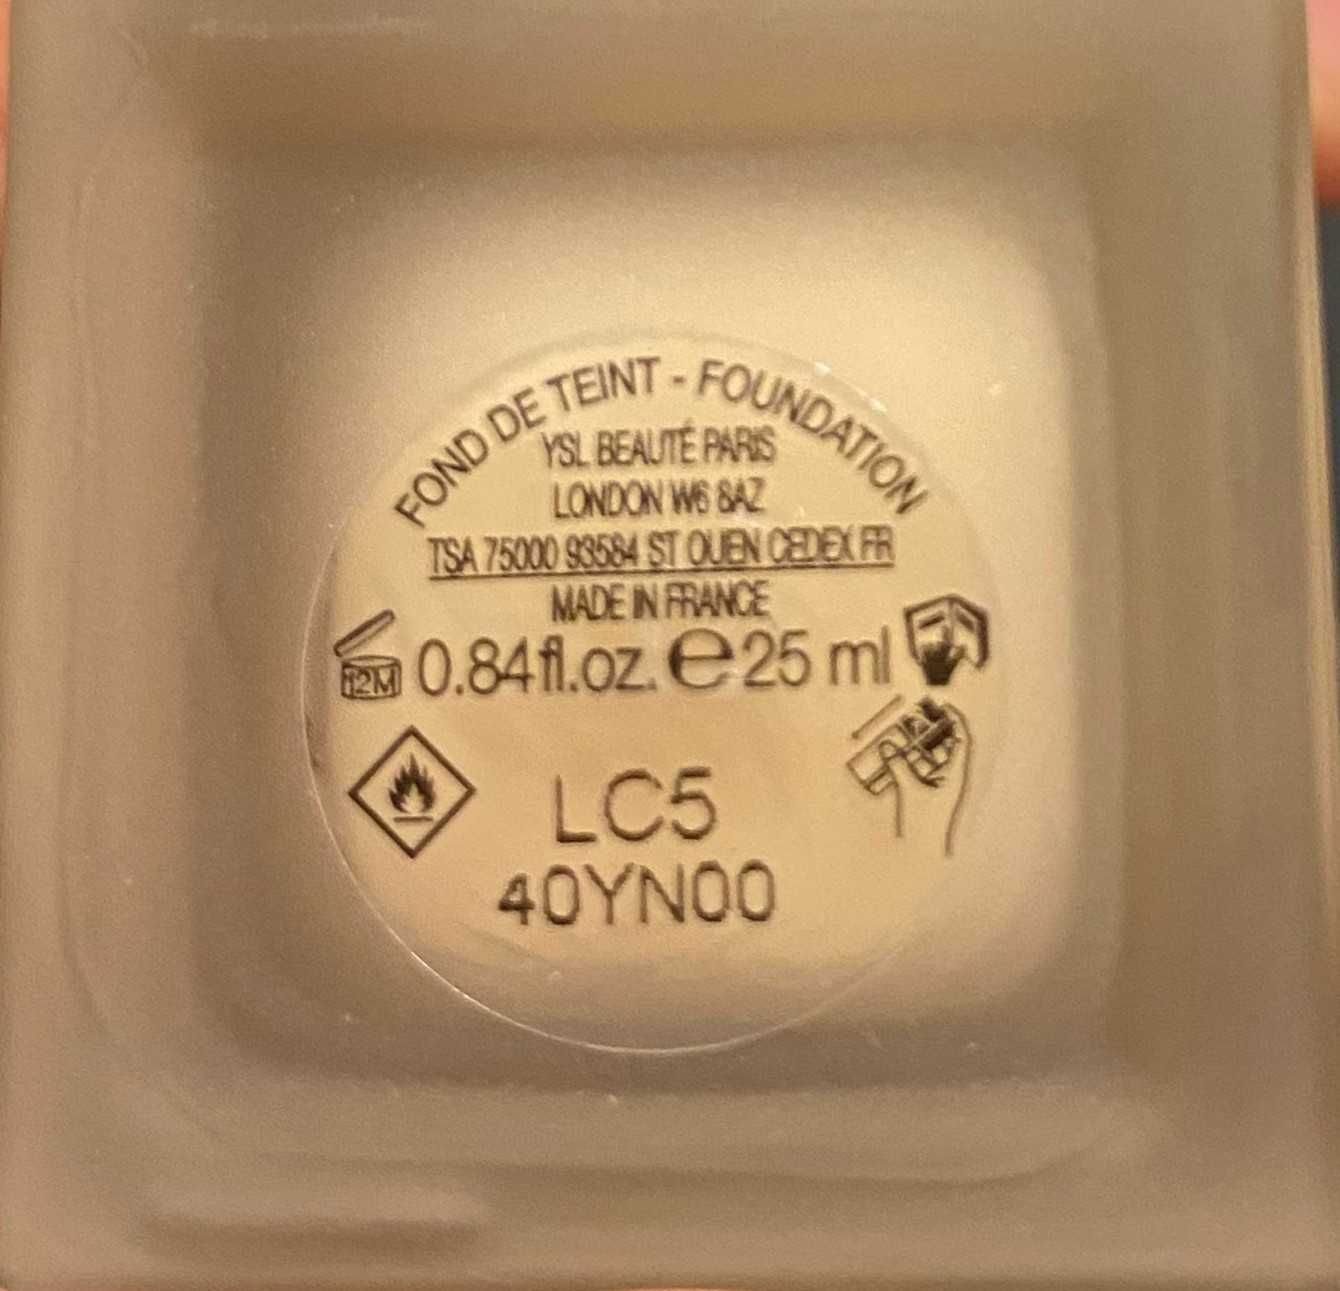 FOND DE TEINT - FOUNDATION
YSL BEAUTÉ PARIS
LONDON W6 8AZ
TSA 75000 93584 ST OUEN CEDEX FR
MADE IN FRANCE
12M 0.84fl.oz. e 25 ml
LC5
40YN00